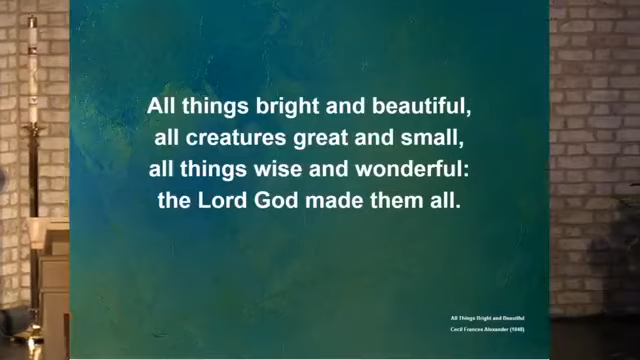 All things bright and beautiful,
all creatures great and small,
all things wise and wonderful:
the Lord God made them all.
All Things Bright and Beautiful
Cecil Frances Alexander (1848)